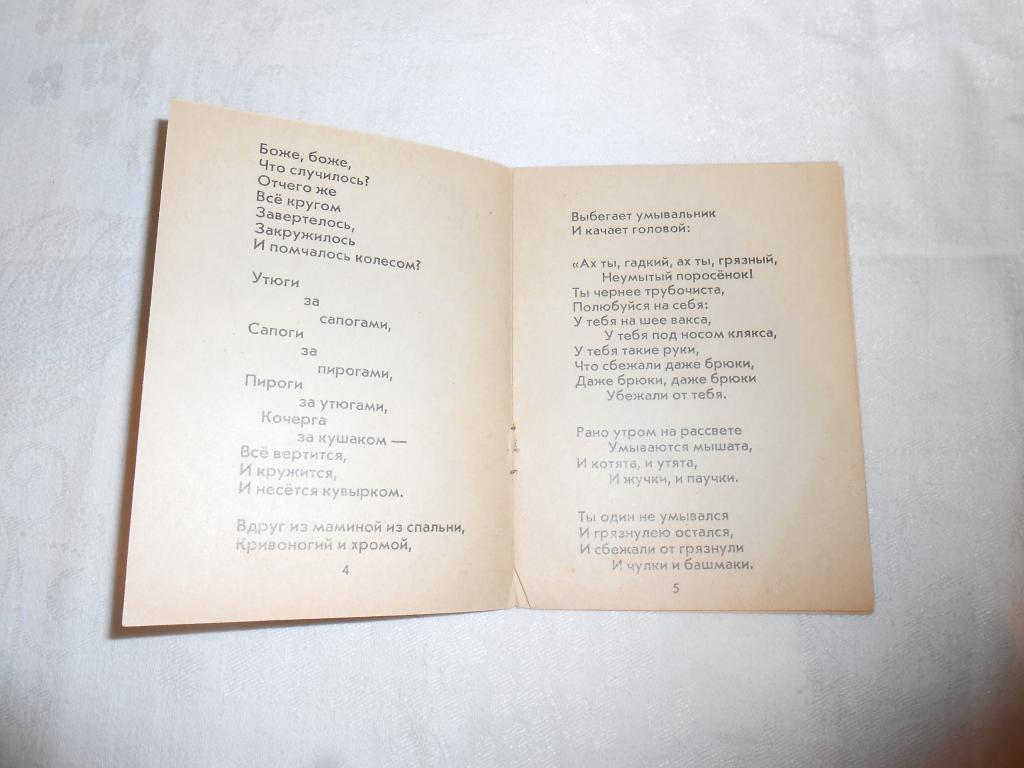 Боже, боже,
Что случилось?
Отчего же
Всё кругом
Завертелось,
Закружилось
И помчалось колесом?
Утюги
за
сапогами,
Сапоги
за
пирогами,
Пироги
за утюгами,
Кочерга
за кушаком —
Всё вертится,
И кружится,
И несётся кувырком.
Вдруг из маминой из спальни,
Кривоногий и хромой,
4
Выбегает умывальник
И качает головой:
«Ах ты, гадкий, ах ты, грязный,
Неумытый поросёнок!
Ты чернее трубочиста,
Полюбуйся на себя:
У тебя на шее вакса,
У тебя под носом клякса,
У тебя такие руки,
Что сбежали даже брюки,
Даже брюки, даже брюки
Убежали от тебя.
Рано утром на рассвете
Умываются мышата,
И котята, и утята,
И жучки, и паучки.
Ты один не умывался
И грязнулею остался,
И сбежали от грязнули
И чулки и башмаки.
5